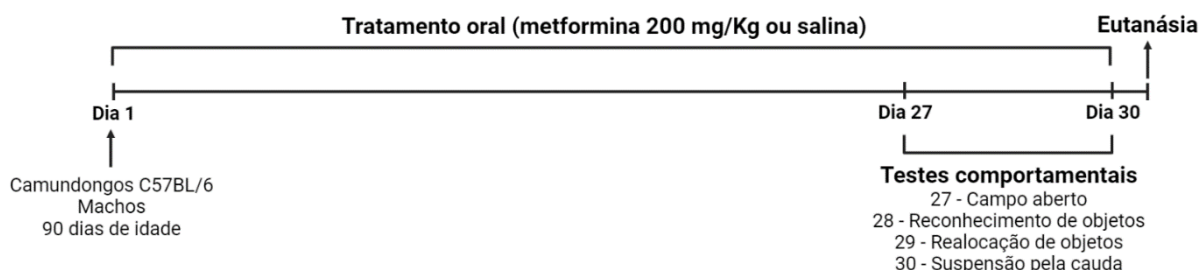 Tratamento oral (metformina 200 mg/Kg ou salina)
Eutanásia
Dia 1
Dia 27
Dia 30
Camundongos C57BL/6
Machos
90 dias de idade
Testes comportamentais
27 - Campo aberto
28 - Reconhecimento de objetos
29 - Realocação de objetos
30 - Suspensão pela cauda